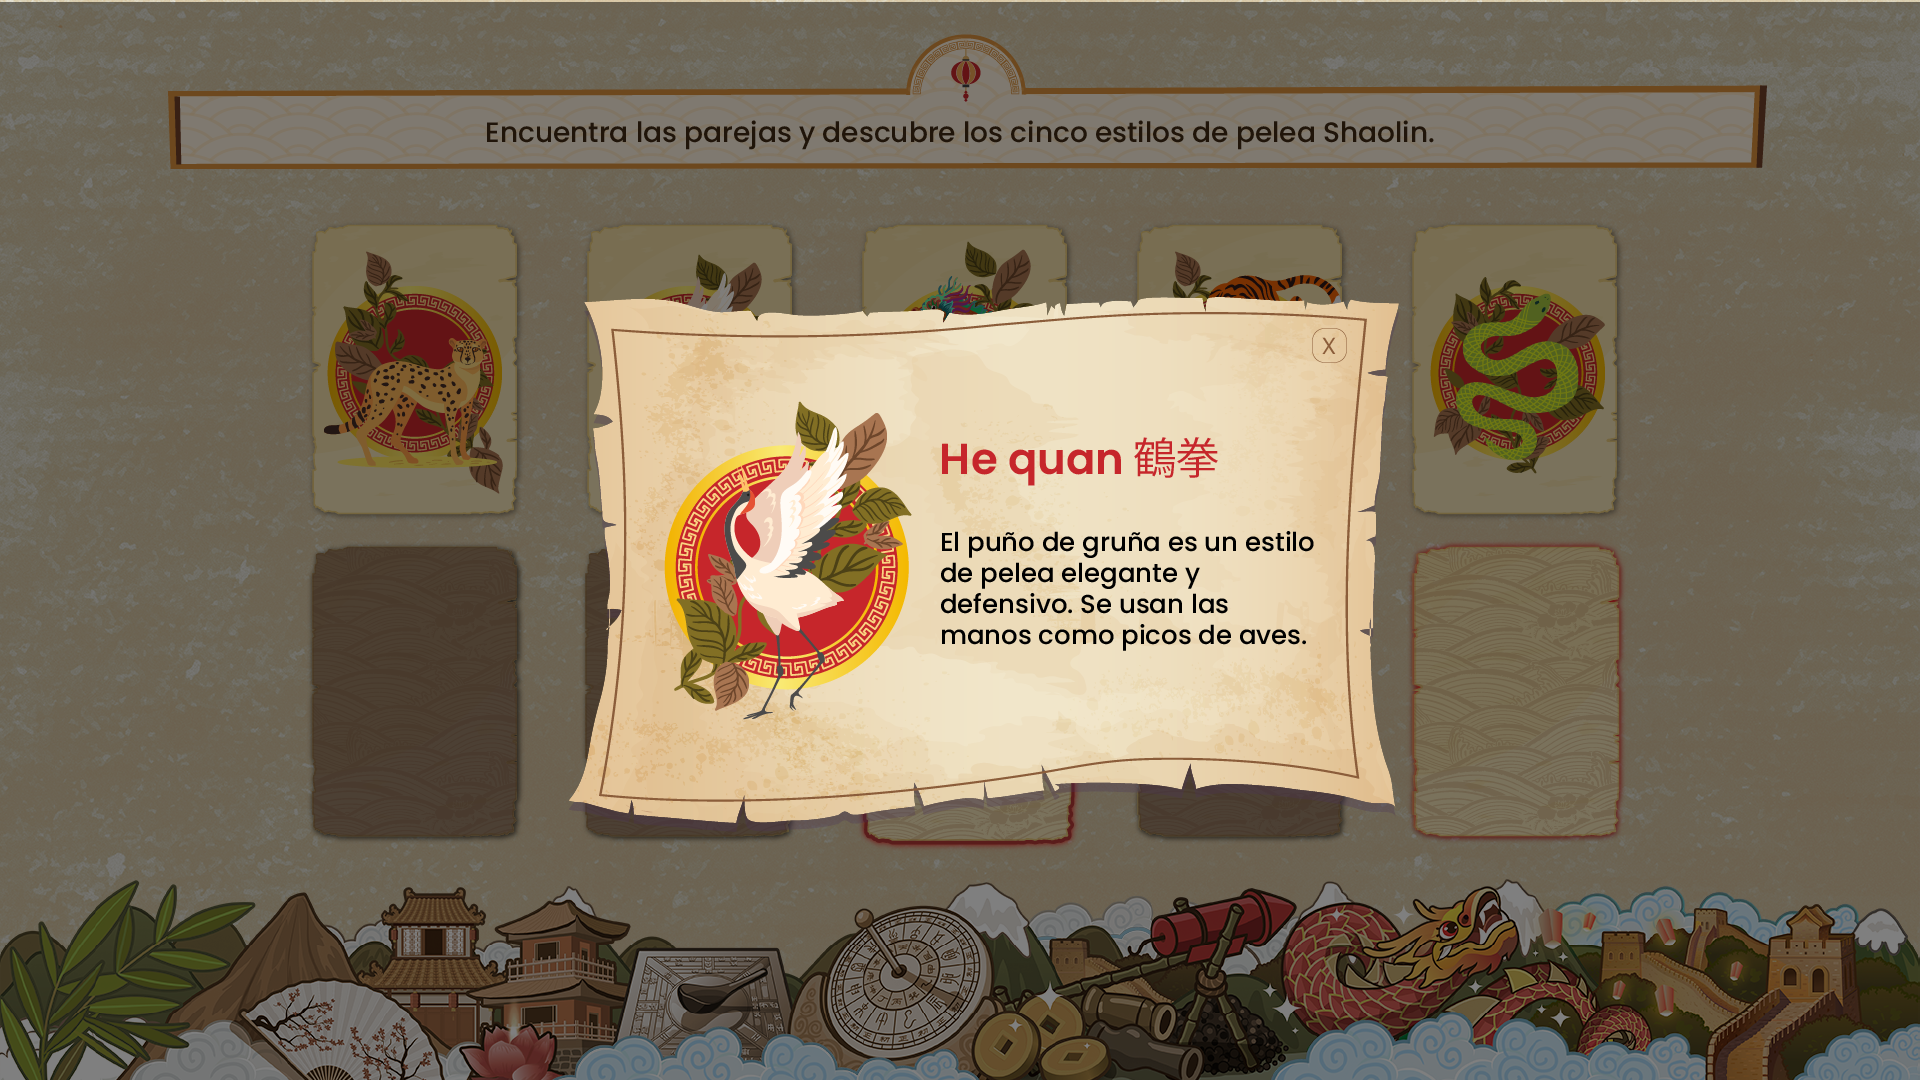 Encuentra las parejas y descubre los cinco estilos de pelea Shaolin.
X
He quan 鶴拳
El puño de gruña es un estilo
de pelea elegante y
defensivo. Se usan las
manos como picos de aves.